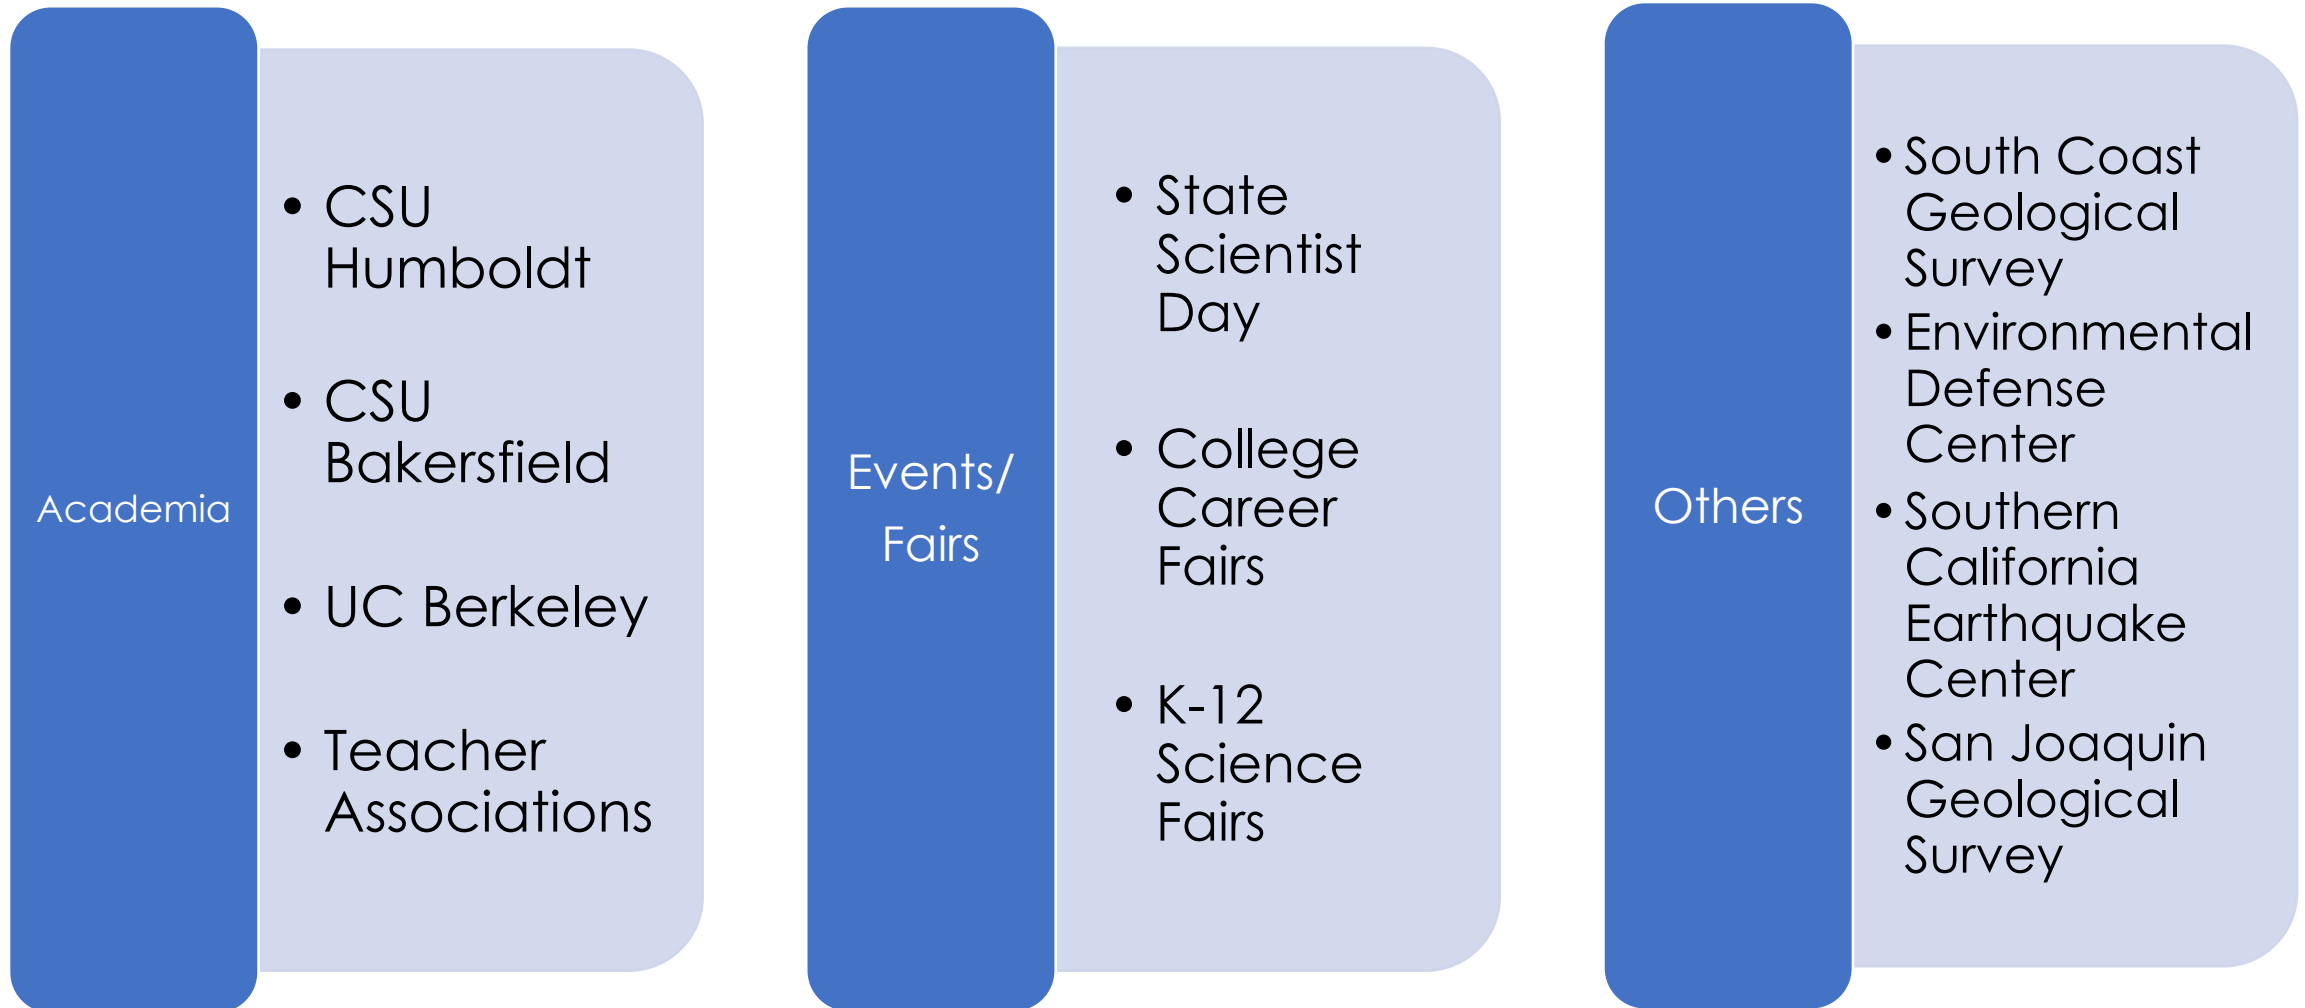 Academia
• CSU
Humboldt
• CSU
Bakersfield
• UC Berkeley
• Teacher
Associations
Events/
Fairs
• State
Scientist
Day
• College
Career
Fairs
• K-12
Science
Fairs
Others
• South Coast
Geological
Survey
• Environmental
Defense
Center
• Southern
California
Earthquake
Center
• San Joaquin
Geological
Survey